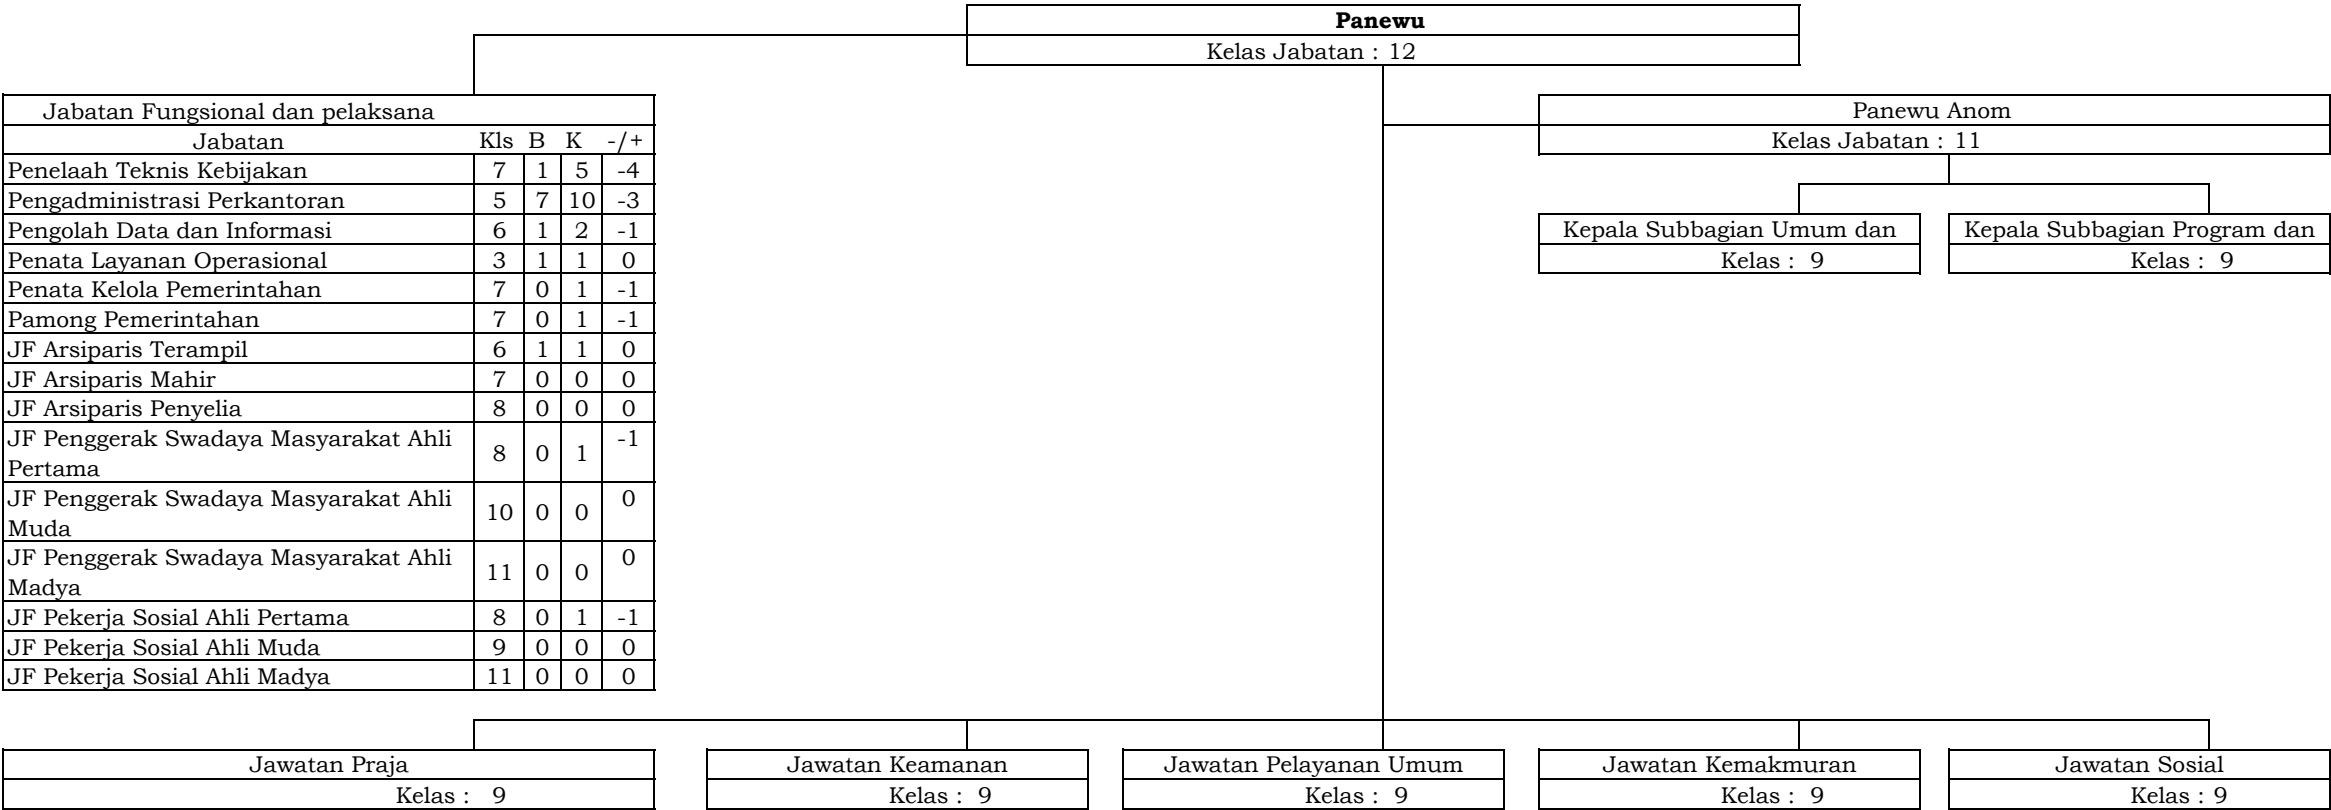 Panewu
Kelas Jabatan : 12
Jabatan Fungsional dan pelaksana
Jabatan Kls B K -/+
Penelaah Teknis Kebijakan 7 1 5 -4
Pengadministrasi Perkantoran 5 7 10 -3
Pengolah Data dan Informasi 6 1 2 -1
Penata Layanan Operasional 3 1 1 0
Penata Kelola Pemerintahan 7 0 1 -1
Pamong Pemerintahan 7 0 1 -1
JF Arsiparis Terampil 6 1 1 0
JF Arsiparis Mahir 7 0 0 0
JF Arsiparis Penyelia 8 0 0 0
JF Penggerak Swadaya Masyarakat Ahli
Pertama 8 0 1 -1
JF Penggerak Swadaya Masyarakat Ahli
Muda 10 0 0 0
JF Penggerak Swadaya Masyarakat Ahli
Madya 11 0 0 0
JF Pekerja Sosial Ahli Pertama 8 0 1 -1
JF Pekerja Sosial Ahli Muda 9 0 0 0
JF Pekerja Sosial Ahli Madya 11 0 0 0
Panewu Anom
Kelas Jabatan : 11
Kepala Subbagian Umum dan
Kelas : 9
Kepala Subbagian Program dan
Kelas : 9
Jawatan Praja
Kelas : 9
Jawatan Keamanan
Kelas : 9
Jawatan Pelayanan Umum
Kelas : 9
Jawatan Kemakmuran
Kelas : 9
Jawatan Sosial
Kelas : 9